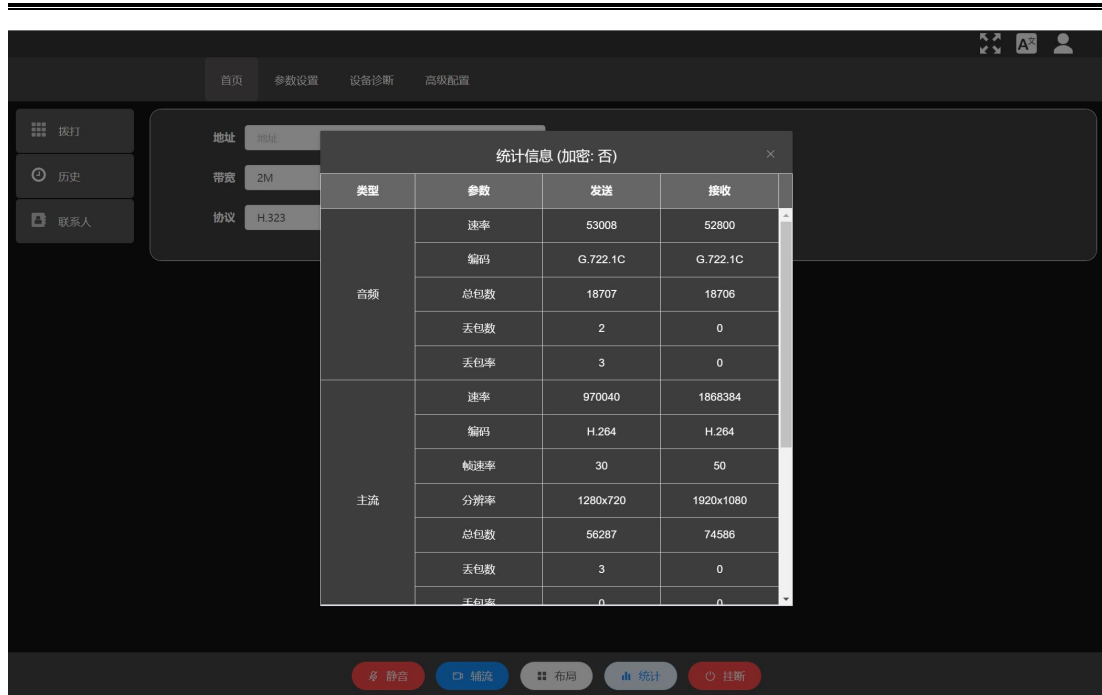 首页 参数设置 设备诊断 高级配置
拨打
历史
联系人
地址 地址
带宽 2M
协议 H.323
统计信息 (加密: 否) ×
类型 参数 发送 接收
音频
速率 53008 52800
编码 G.722.1C G.722.1C
总包数 18707 18706
丢包数 2 0
丢包率 3 0
主流
速率 970040 1868384
编码 H.264 H.264
帧速率 30 50
分辨率 1280x720 1920x1080
总包数 56287 74586
丢包数 3 0
丢包率 0 0
静音 辅流 布局 统计 挂断